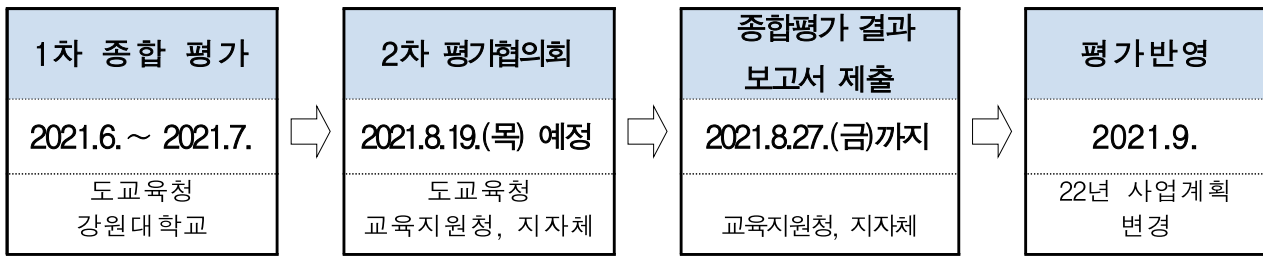 1차 종합 평가
2021.6.～ 2021.7.
도교육청
강원대학교
2차 평가협의회
2021.8.19.(목) 예정
도교육청
교육지원청, 지자체
종합평가 결과
보고서 제출
2021.8.27.(금)까지
교육지원청, 지자체
평가반영
2021.9.
22년 사업계획
변경